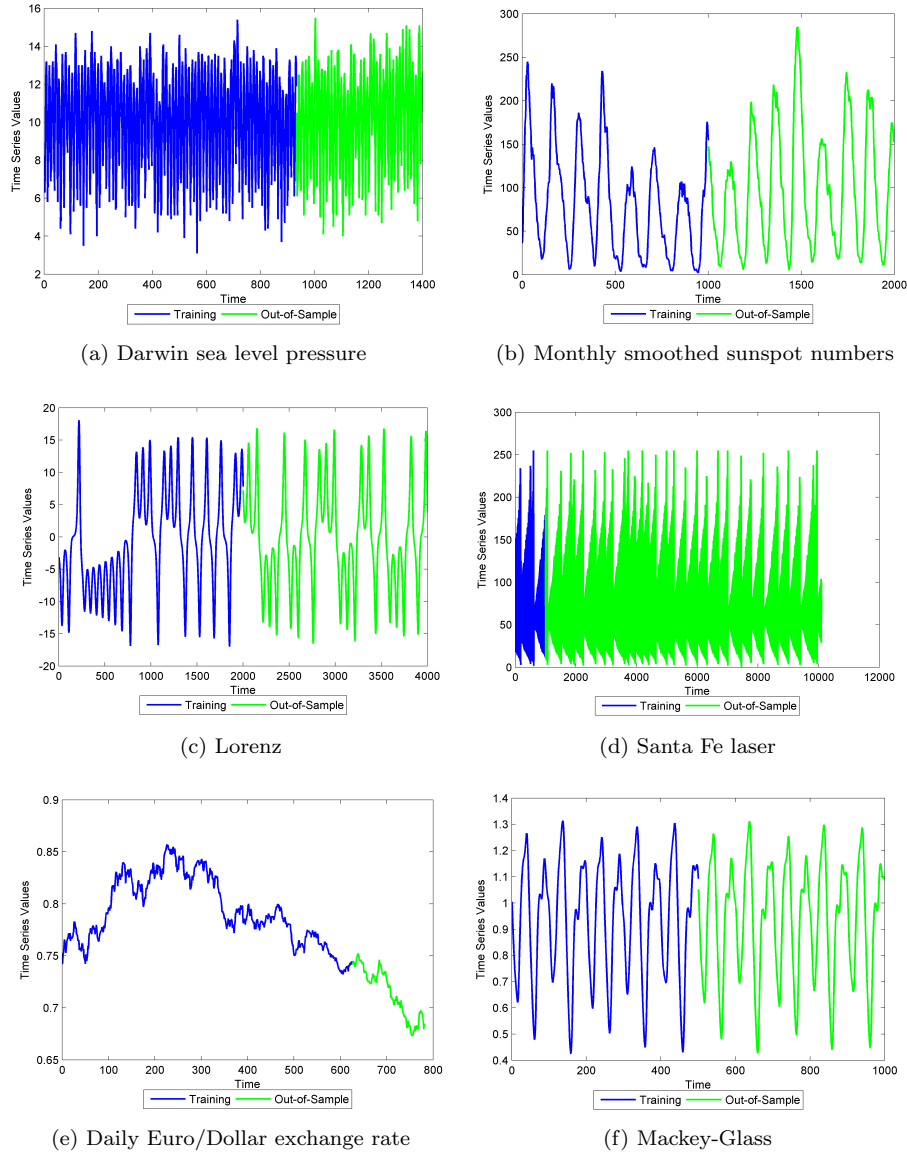 16
14
12
10
8
6
4
2
Time Series Values
0 200 400 600 800 1000 1200 1400
Time
Training Out-of-Sample
(a) Darwin sea level pressure
300
250
200
150
100
50
0
Time Series Values
0 500 1000 1500 2000
Time
Training Out-of-Sample
(b) Monthly smoothed sunspot numbers
20
15
10
5
0
-5
-10
-15
-20
Time Series Values
0 500 1000 1500 2000 2500 3000 3500 4000
Time
Training Out-of-Sample
(c) Lorenz
300
250
200
150
100
50
0
Time Series Values
0 2000 4000 6000 8000 10000 12000
Time
Training Out-of-Sample
(d) Santa Fe laser
0.9
0.85
0.8
0.75
0.7
0.65
Time Series Values
0 100 200 300 400 500 600 700 800
Time
Training Out-of-Sample
(e) Daily Euro/Dollar exchange rate
1.4
1.3
1.2
1.1
1
0.9
0.8
0.7
0.6
0.5
0.4
Time Series Values
0 200 400 600 800 1000
Time
Training Out-of-Sample
(f) Mackey-Glass